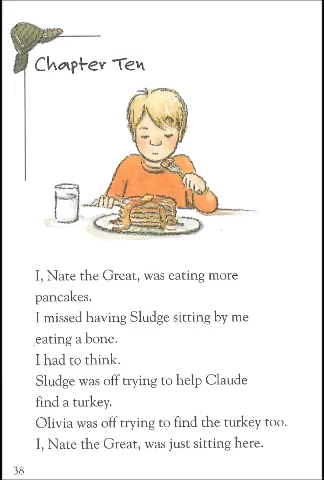 Chapter Ten
I, Nate the Great, was eating more
pancakes.
I missed having Sludge sitting by me
eating a bone.
I had to think.
Sludge was off trying to help Claude
find a turkey.
Olivia was off trying to find the turkey too.
I, Nate the Great, was just sitting here.
38